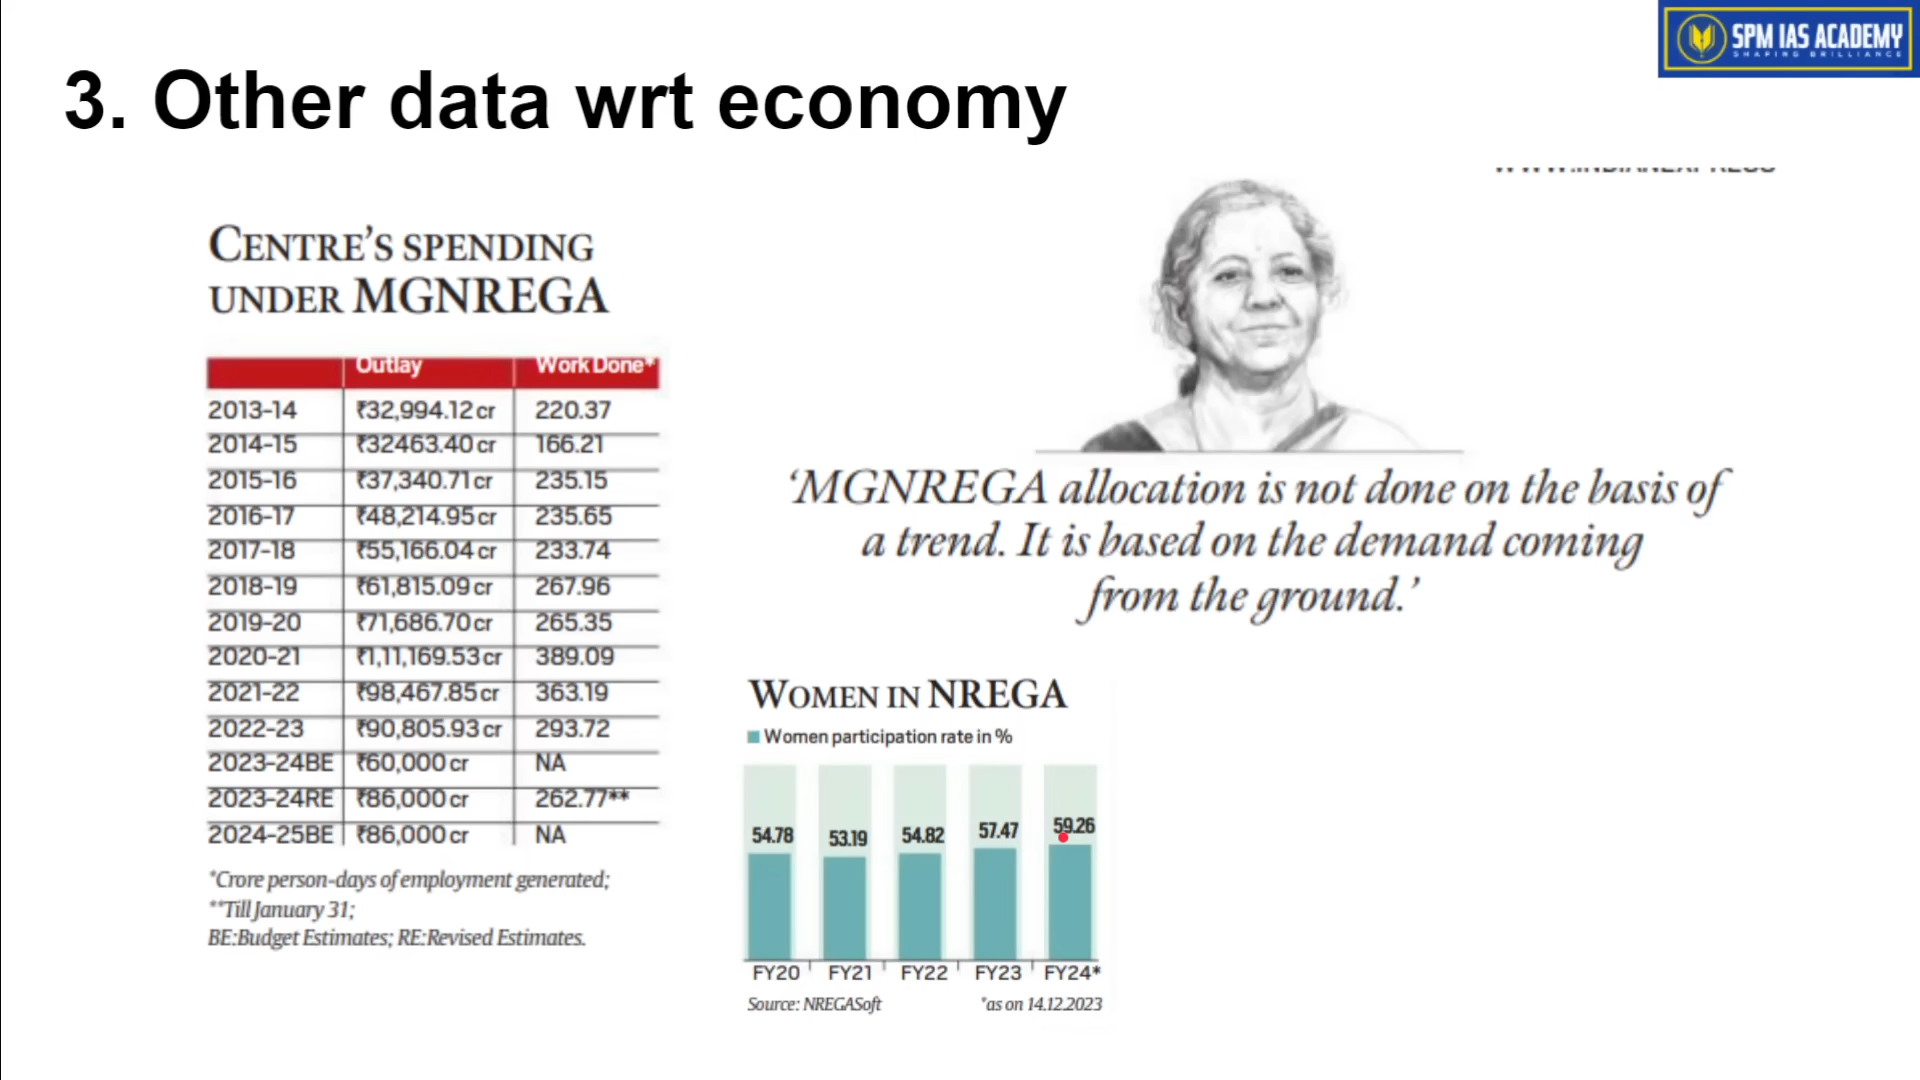 SPM IAS ACADEMY
SHAPING BRILLIANCE
3. Other data wrt economy
WWW.INDIANEXPRESS
CENTRE'S SPENDING
UNDER MGNREGA
Outlay Work Done*
2013-14 ₹32,994.12 cr 220.37
2014-15 ₹32463.40 cr 166.21
2015-16 ₹37,340.71 cr 235.15
2016-17 ₹48,214.95 cr 235.65
2017-18 ₹55,166.04 cr 233.74
2018-19 ₹61,815.09 cr 267.96
2019-20 ₹71,686.70 cr 265.35
2020-21 ₹1,11,169.53 cr 389.09
2021-22 ₹98,467.85 cr 363.19
2022-23 ₹90,805.93 cr 293.72
2023-24BE ₹60,000 cr NA
2023-24RE ₹86,000 cr 262.77**
2024-25BE ₹86,000 cr NA
*Crore person-days of employment generated;
**Till January 31;
BE:Budget Estimates; RE:Revised Estimates.
'MGNREGA allocation is not done on the basis of
a trend. It is based on the demand coming
from the ground.'
WOMEN IN NREGA
Women participation rate in %
54.78 53.19 54.82 57.47 59.26
FY20 FY21 FY22 FY23 FY24*
Source: NREGASoft *as on 14.12.2023